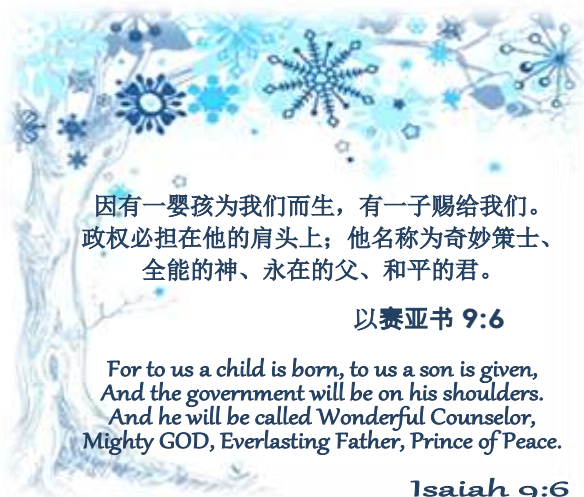 因有一婴孩为我们而生，有一子赐给我们。
政权必担在他的肩头上；他名称为奇妙策士、
全能的神、永在的父、和平的君。
以赛亚书 9:6
For to us a child is born, to us a son is given,
And the government will be on his shoulders.
And he will be called Wonderful Counselor,
Mighty GOD, Everlasting Father, Prince of Peace.
Isaiah 9:6